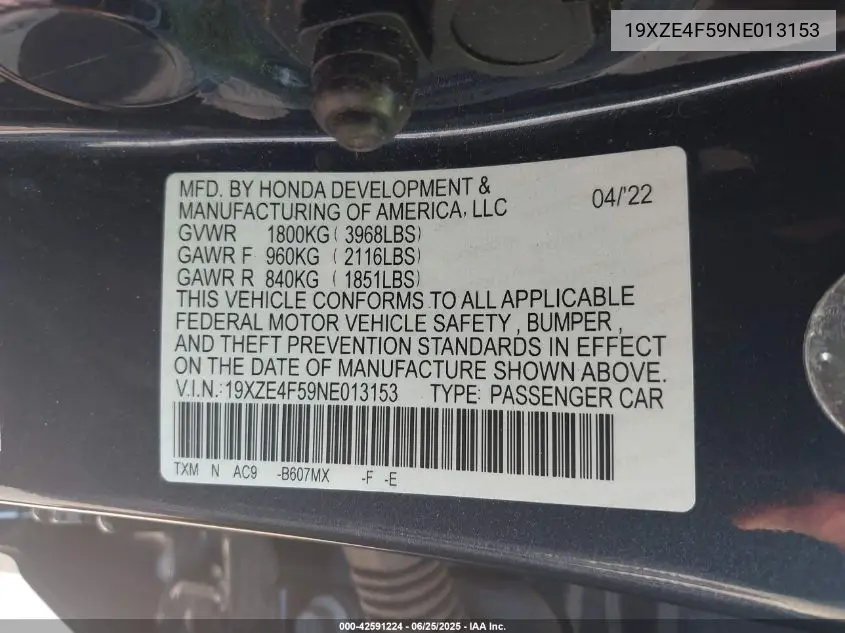 19XZE4F59NE013153
MFD. BY HONDA DEVELOPMENT &
MANUFACTURING OF AMERICA, LLC 04/'22
GVWR 1800KG ( 3968LBS)
GAWR F 960KG ( 2116LBS)
GAWR R 840KG ( 1851LBS)
THIS VEHICLE CONFORMS TO ALL APPLICABLE
FEDERAL MOTOR VEHICLE SAFETY , BUMPER ,
AND THEFT PREVENTION STANDARDS IN EFFECT
ON THE DATE OF MANUFACTURE SHOWN ABOVE.
V.I.N.: 19XZE4F59NE013153 TYPE: PASSENGER CAR
TXM N AC9 -B607MX -F -E
000-42591224 - 06/25/2025 - IAA Inc.